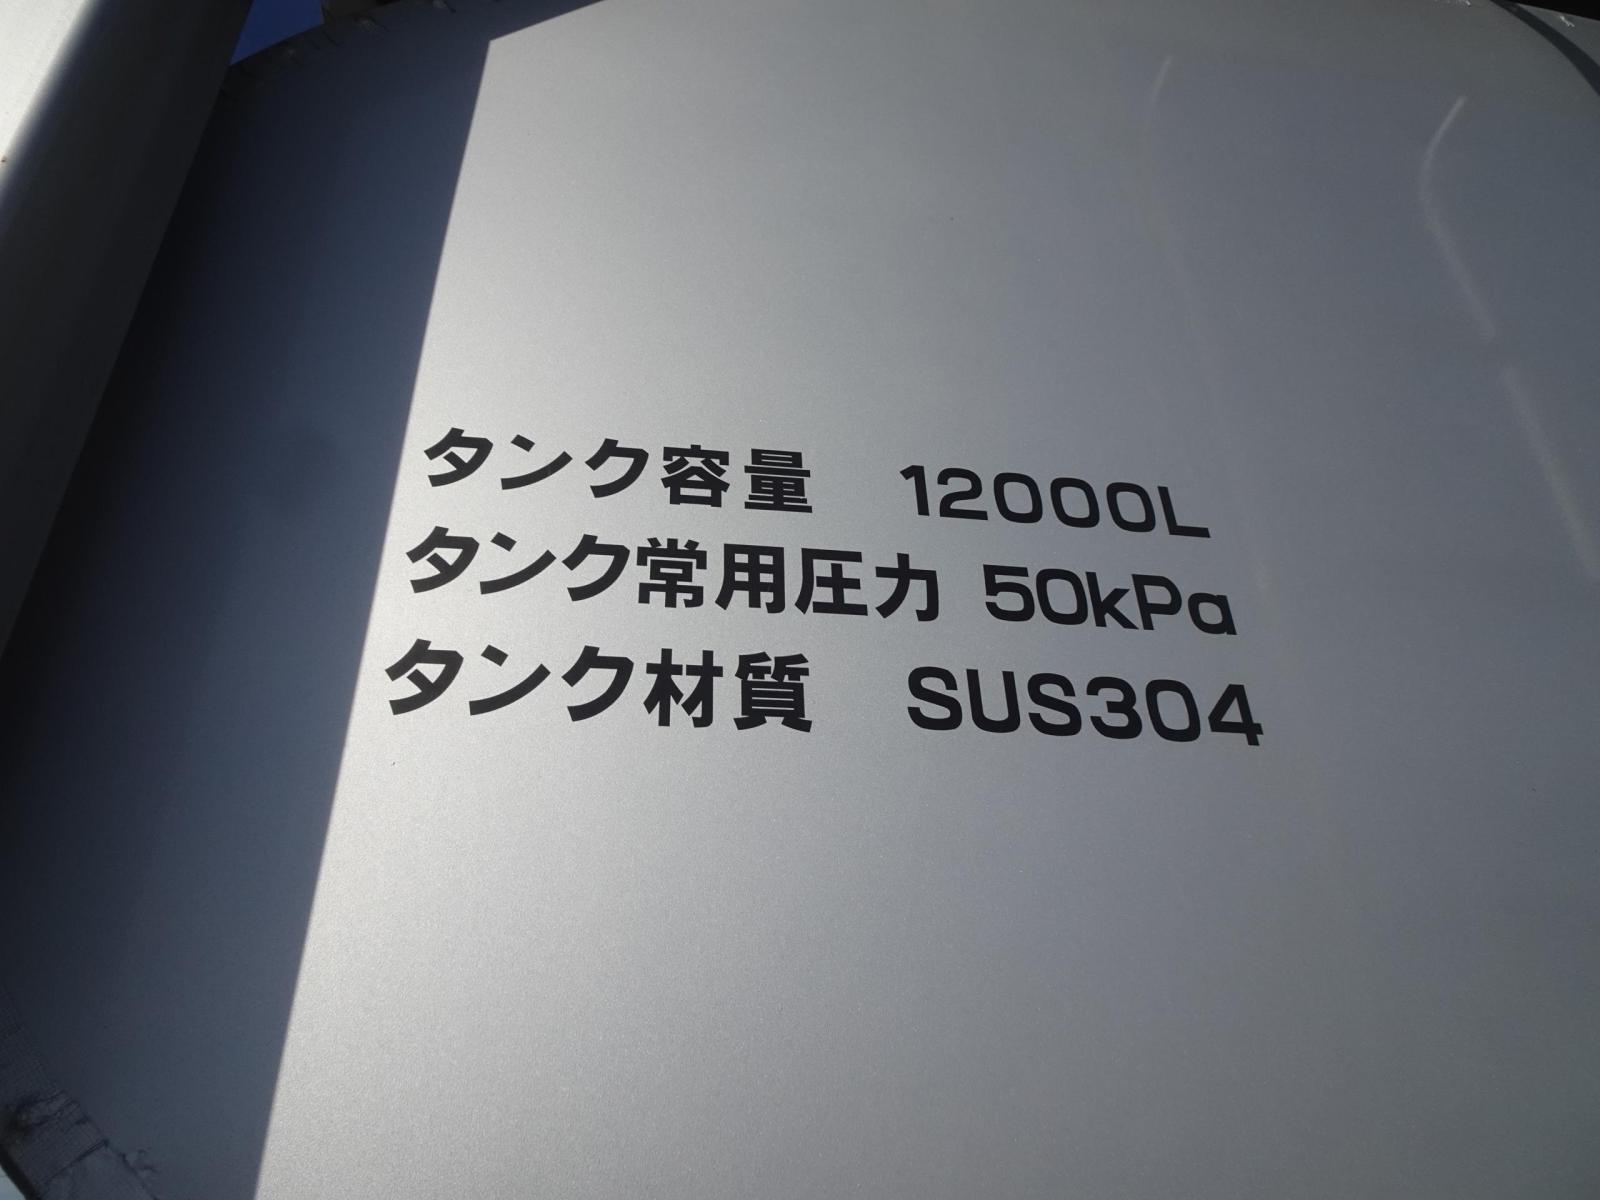 タンク容量　12000L
タンク常用圧力 50kPa
タンク材質　SUS304